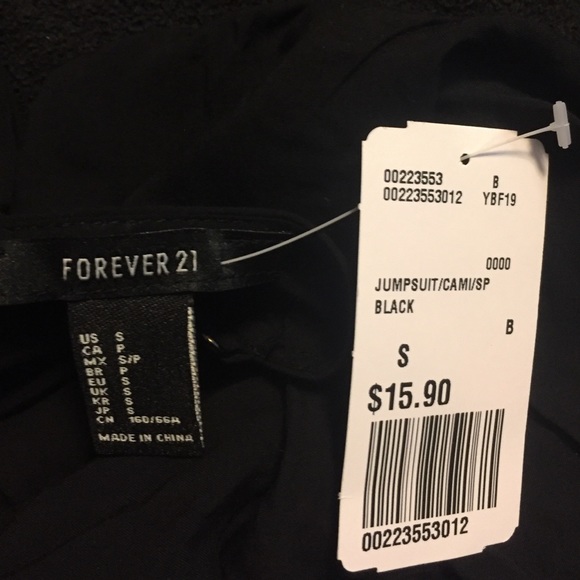 FOREVER 21
US S
CA P
MX S/P
BR P
EU S
UK S
KR S
JP S
CN 160/66A
MADE IN CHINA
00223553 B
00223553012 YBF19
0000
JUMPSUIT/CAMI/SP
BLACK
B
S
$15.90
00223553012